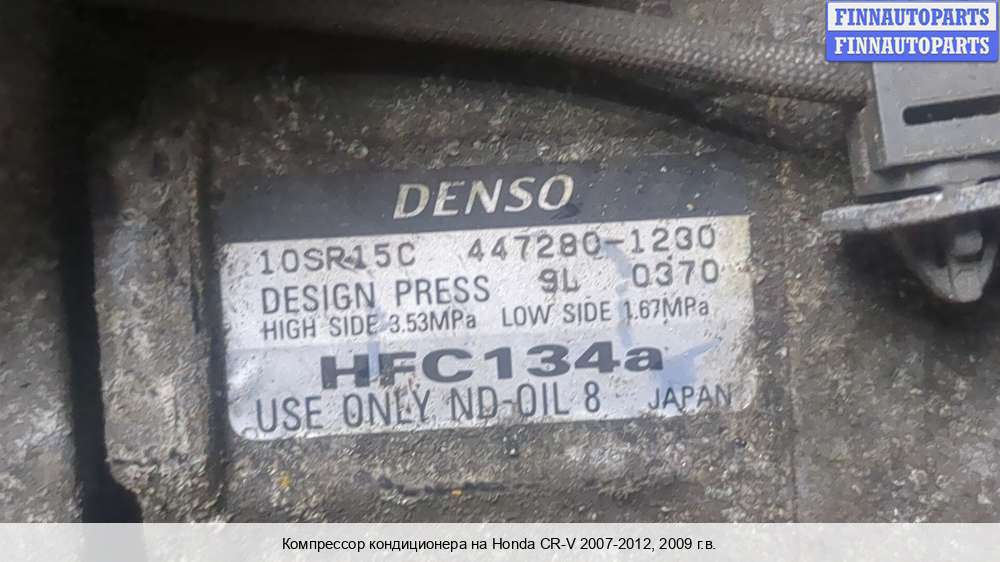 FINNAUTOPARTS
FINNAUTOPARTS
DENSO
10SR15C 447280-1230
DESIGN PRESS 9L 0370
HIGH SIDE 3.53MPa LOW SIDE 1.67MPa
HFC134a
USE ONLY ND-OIL 8 JAPAN
Компрессор кондиционера на Honda CR-V 2007-2012, 2009 г.в.